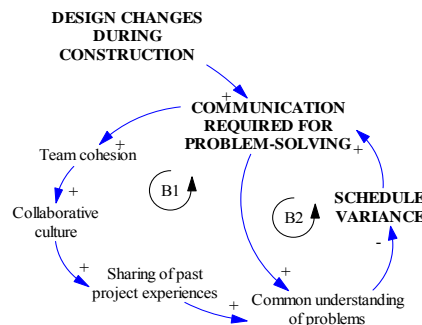 DESIGN CHANGES
DURING
CONSTRUCTION
+
COMMUNICATION
REQUIRED FOR
PROBLEM-SOLVING
+
+
Team cohesion
B1
+
SCHEDULE
VARIANCE
B2
Collaborative
culture
-
+
Sharing of past
project experiences
+
+
Common understanding
of problems